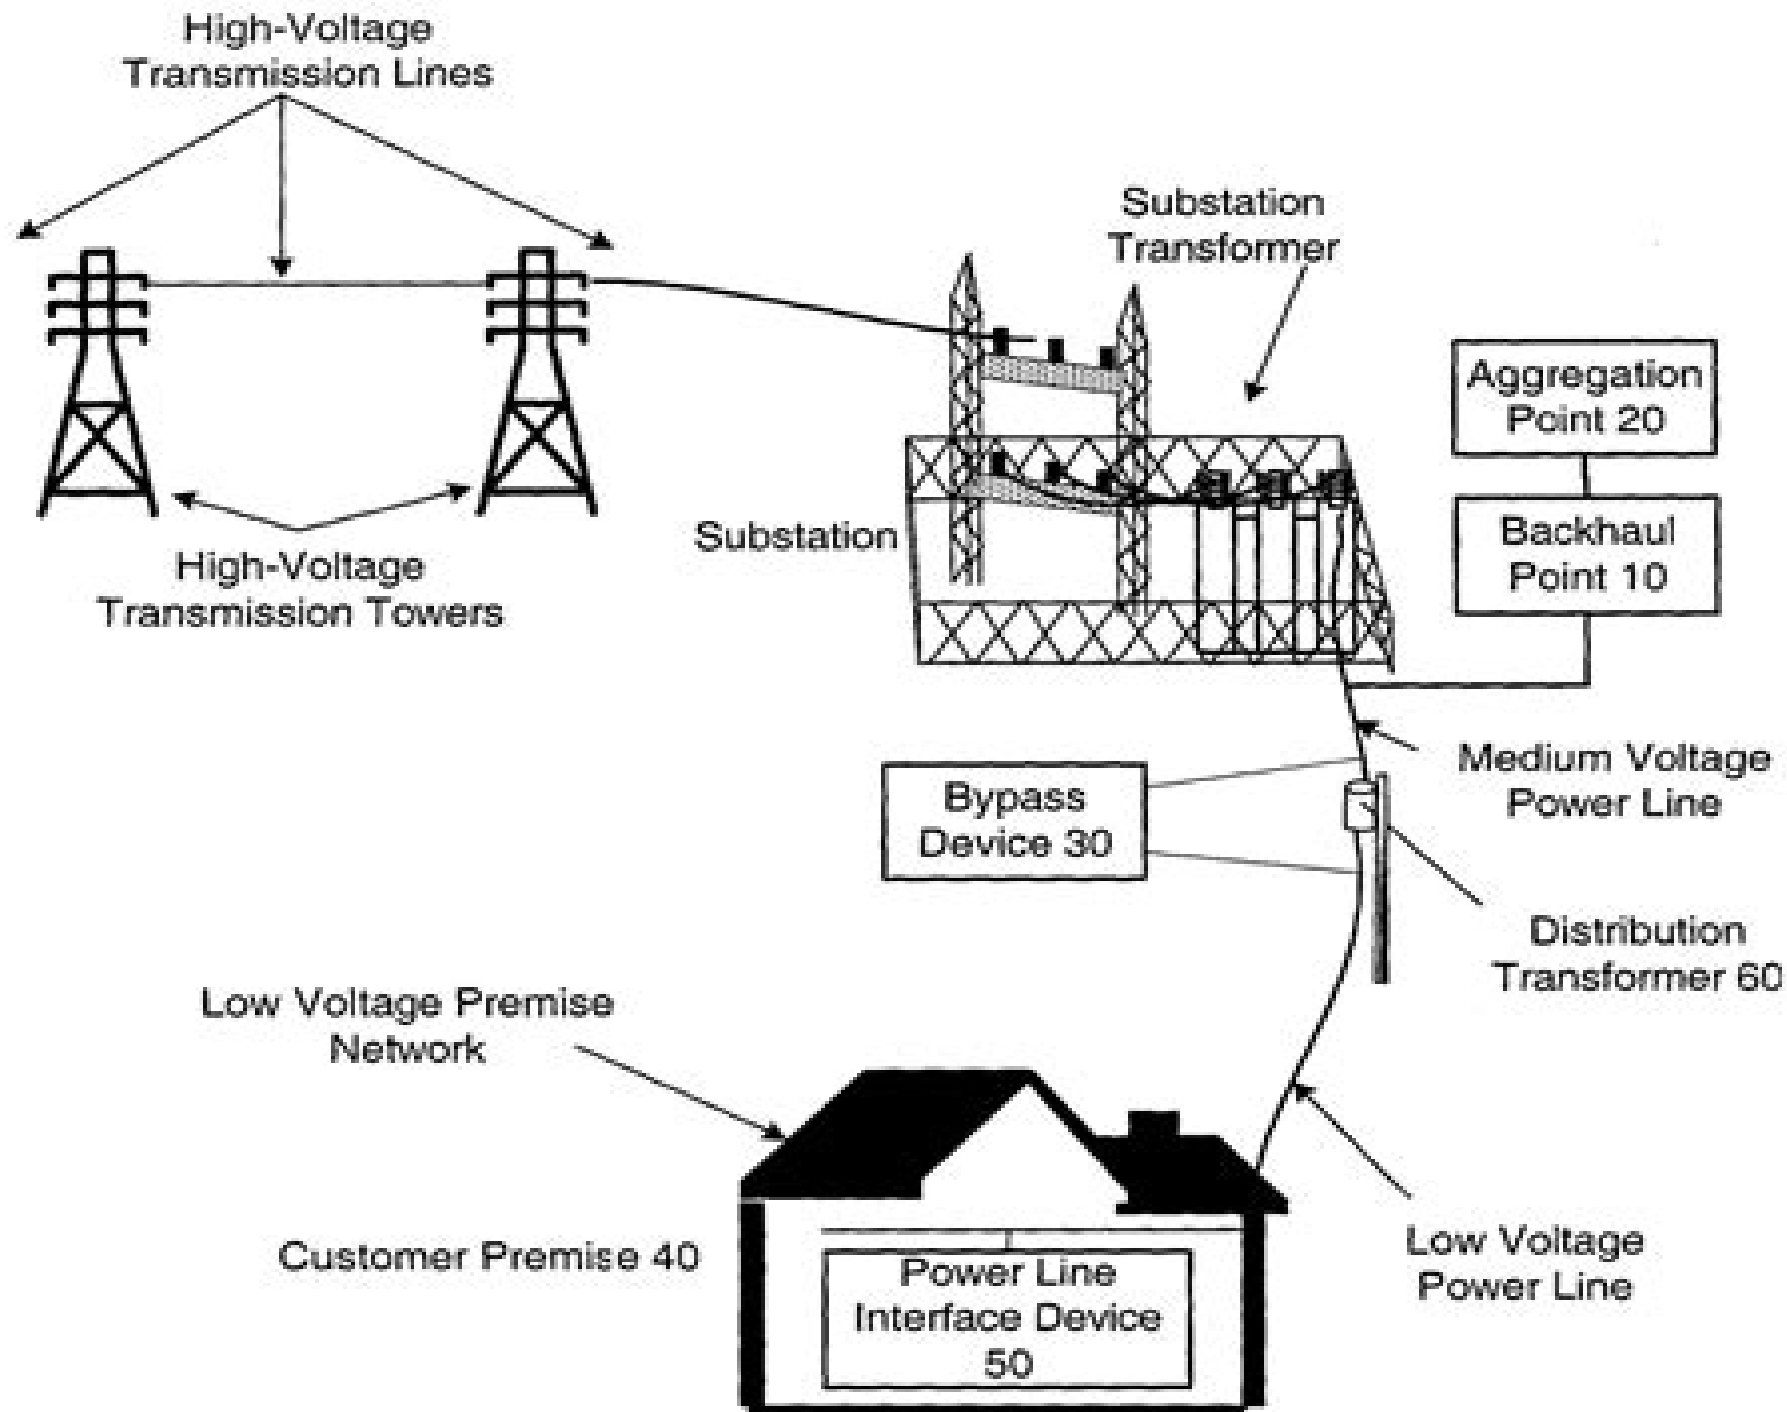 High-Voltage
Transmission Lines
Substation
Transformer
Aggregation
Point 20
Backhaul
Point 10
Substation
High-Voltage
Transmission Towers
Medium Voltage
Power Line
Bypass
Device 30
Distribution
Transformer 60
Low Voltage Premise
Network
Customer Premise 40
Low Voltage
Power Line
Power Line
Interface Device
50